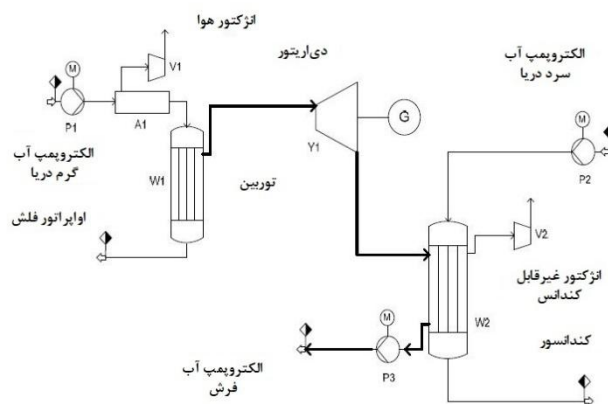 انژکتور هوا
دی‌اریتور
الکتروپمپ آب
سرد دریا
M
V1
P1
A1
G
Y1
M
P2
الکتروپمپ آب
گرم دریا
W1
توربین
اواپراتور فلش
V2
انژکتور غیرقابل
کندانس
M
W2
P3
کندانسور
الکتروپمپ آب
فرش